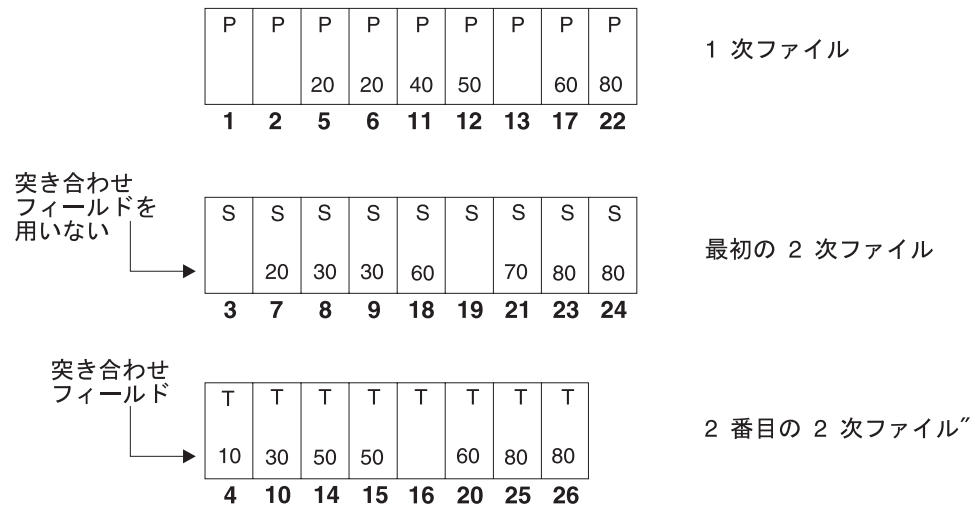 P P P P P P P P P
20 20 40 50 60 80
1 次ファイル
1 2 5 6 11 12 13 17 22
突き合わせ
フィールドを
用いない
S S S S S S S S S
20 30 30 60 70 80 80
最初の 2 次ファイル
3 7 8 9 18 19 21 23 24
突き合わせ
フィールド
T T T T T T T T
10 30 50 50 60 80 80
2 番目の 2 次ファイル″
4 10 14 15 16 20 25 26